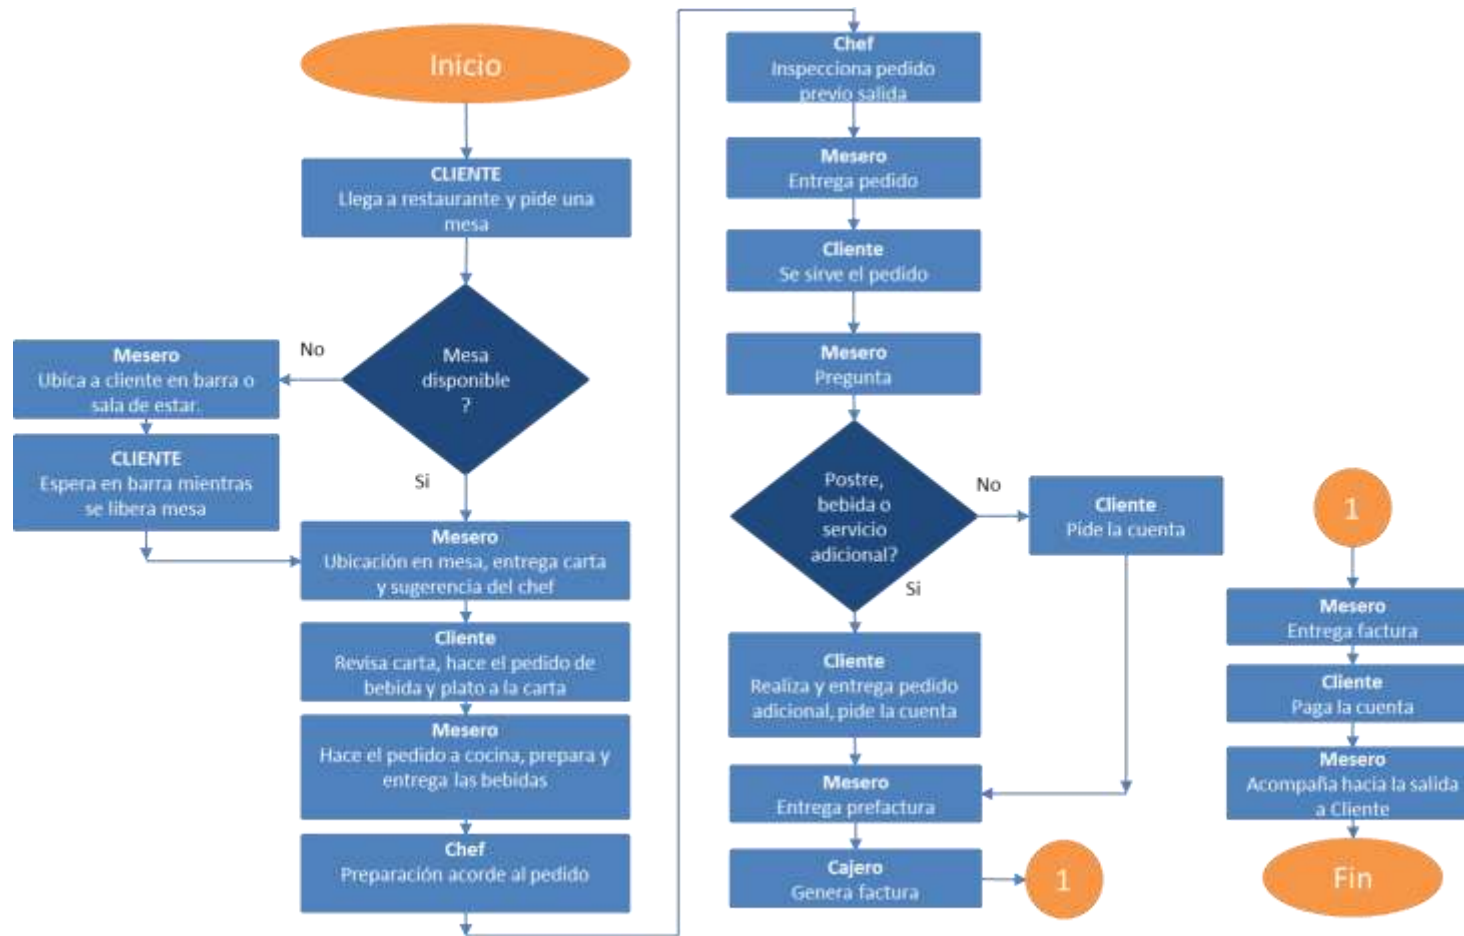 Inicio
CLIENTE
Llega a restaurante y pide una
mesa
Mesa
disponible
?
No
Mesero
Ubica a cliente en barra o
sala de estar.
CLIENTE
Espera en barra mientras
se libera mesa
Si
Mesero
Ubicación en mesa, entrega carta
y sugerencia del chef
Cliente
Revisa carta, hace el pedido de
bebida y plato a la carta
Mesero
Hace el pedido a cocina, prepara y
entrega las bebidas
Chef
Preparación acorde al pedido
Chef
Inspecciona pedido
previo salida
Mesero
Entrega pedido
Cliente
Se sirve el pedido
Mesero
Pregunta
Postre,
bebida o
servicio
adicional?
No
Cliente
Pide la cuenta
Si
Cliente
Realiza y entrega pedido
adicional, pide la cuenta
Mesero
Entrega prefactura
Cajero
Genera factura
1
1
Mesero
Entrega factura
Cliente
Paga la cuenta
Mesero
Acompaña hacia la salida
a Cliente
Fin